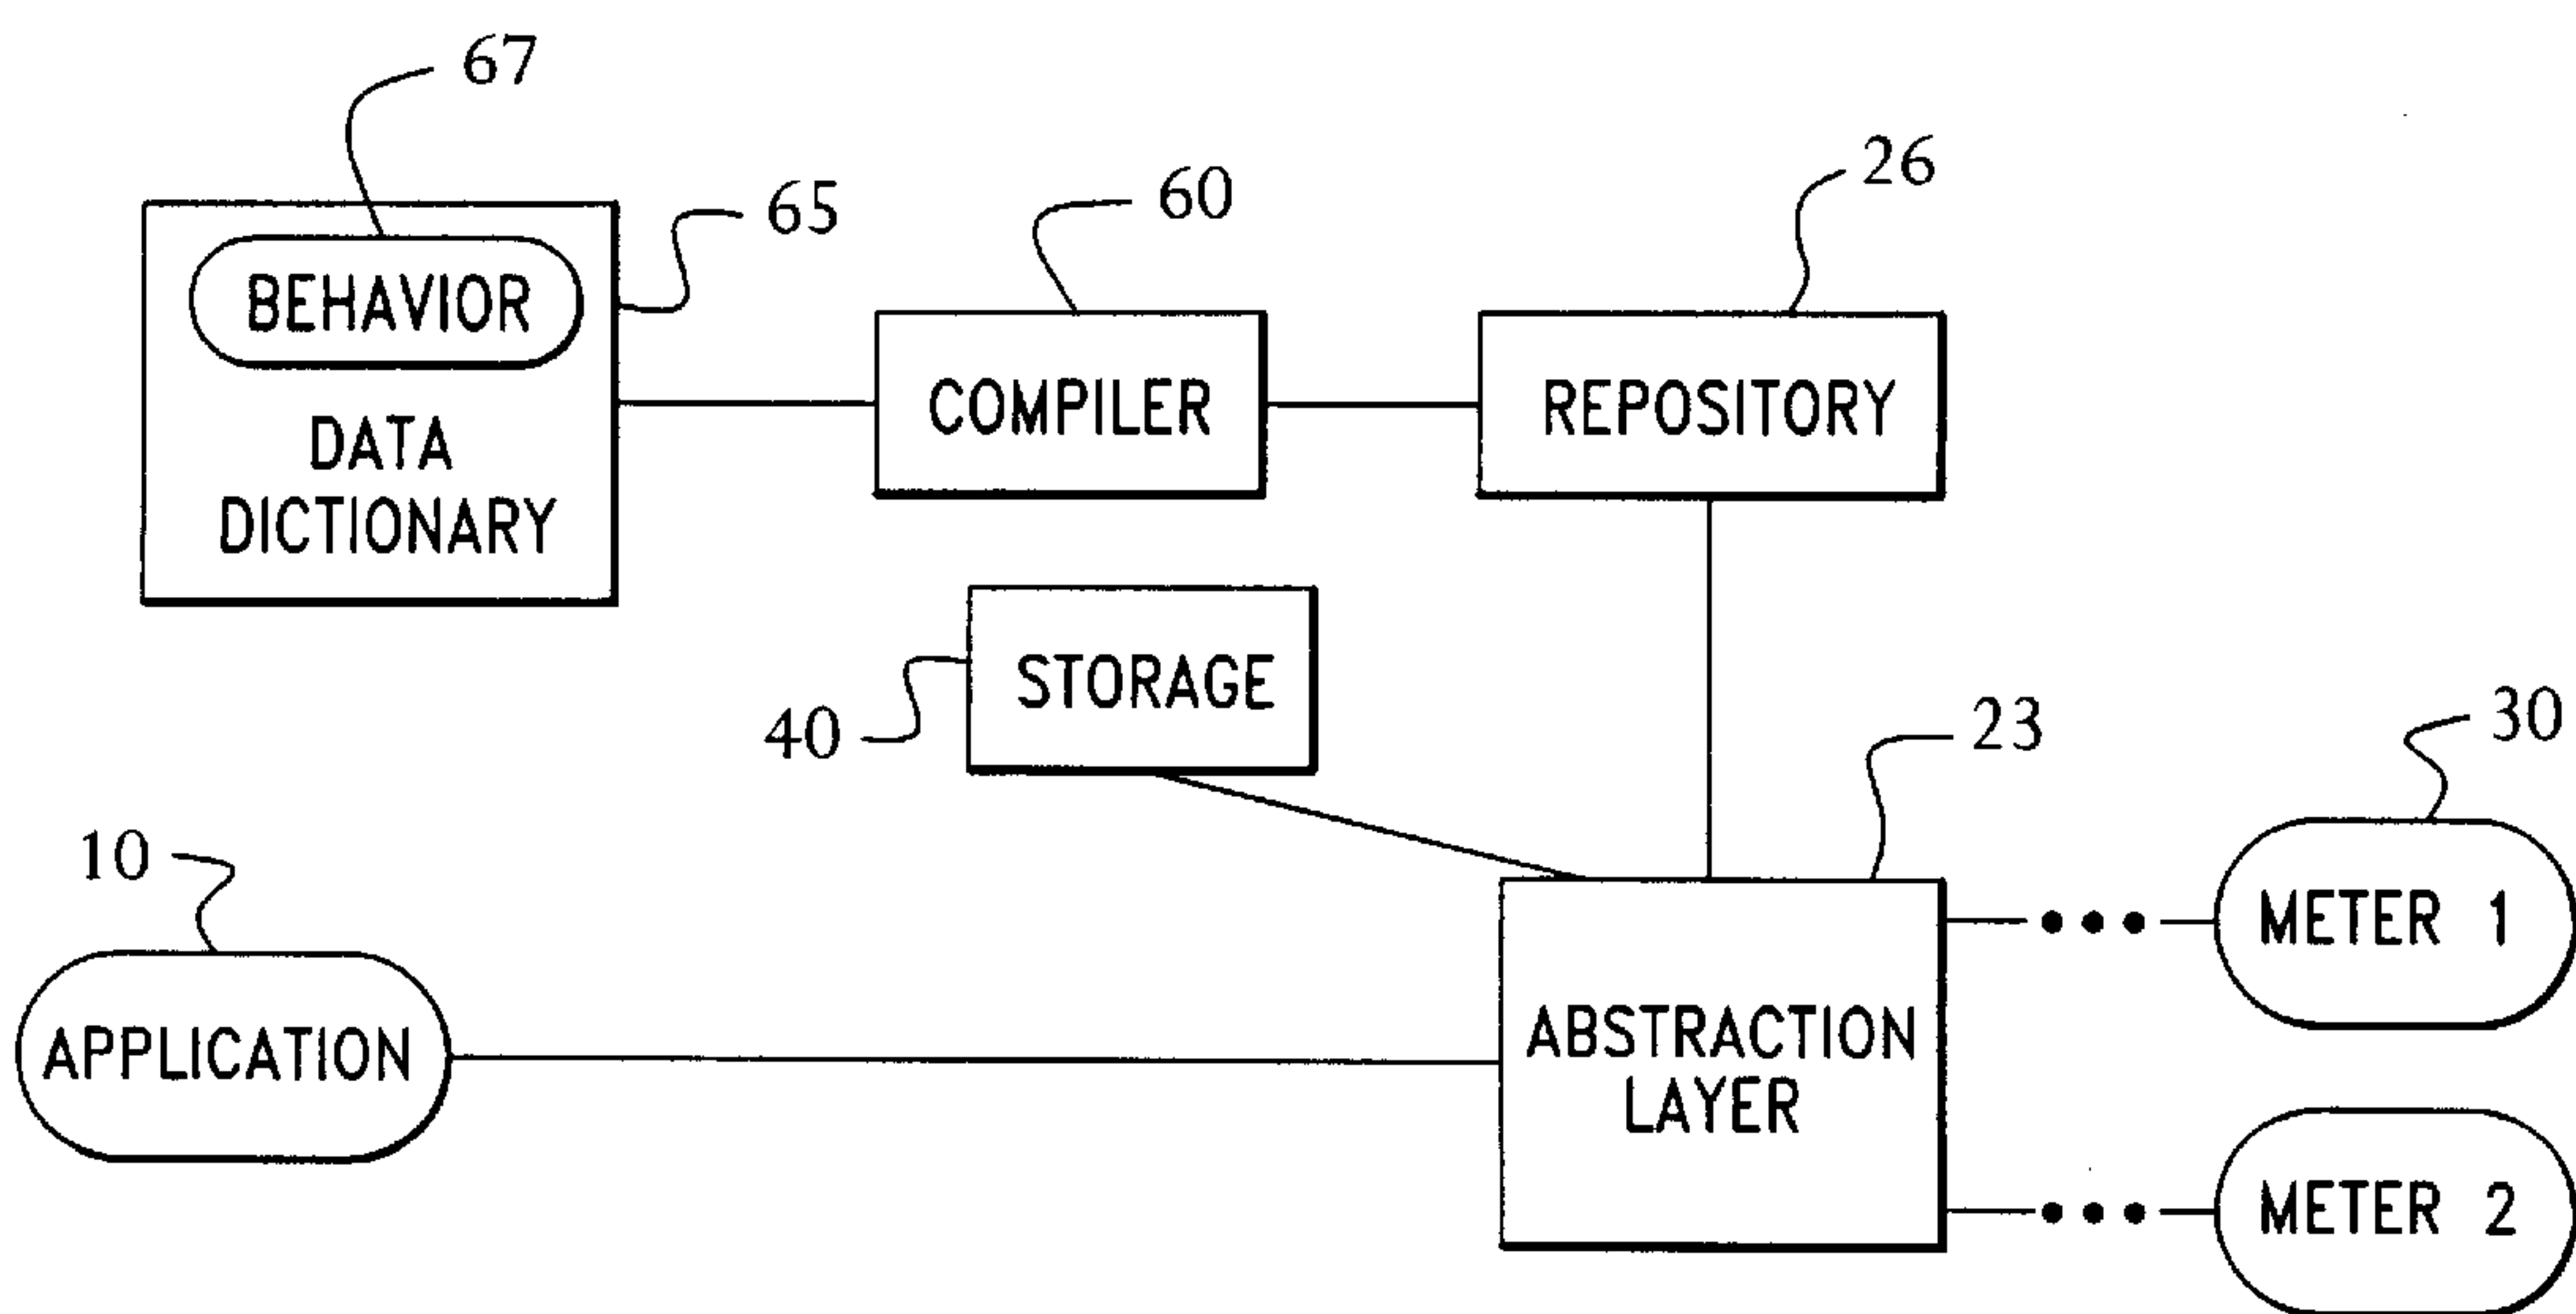 67
65
60
26
BEHAVIOR
DATA
DICTIONARY
COMPILER
REPOSITORY
STORAGE
40
23
30
10
APPLICATION
ABSTRACTION
LAYER
METER 1
METER 2